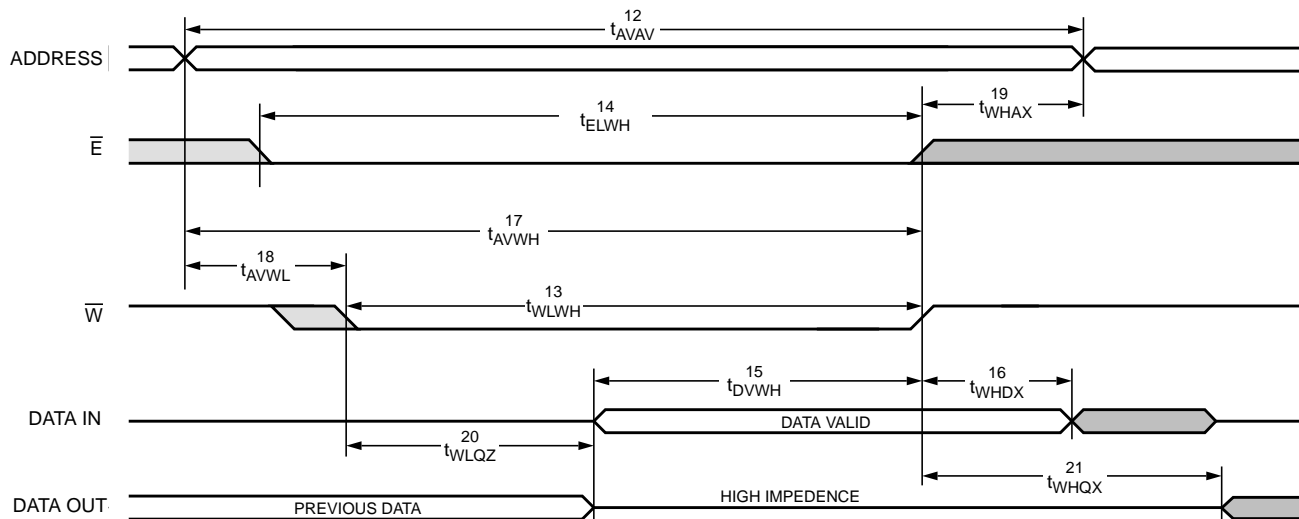 12
tAVAV
ADDRESS
14
tELWH
19
tWHAX
E
17
tAVWH
18
tAVWL
W
13
tWLWH
15
tDVWH
16
tWHDX
DATA IN
DATA VALID
20
tWLQZ
21
tWHQX
DATA OUT
PREVIOUS DATA
HIGH IMPEDENCE